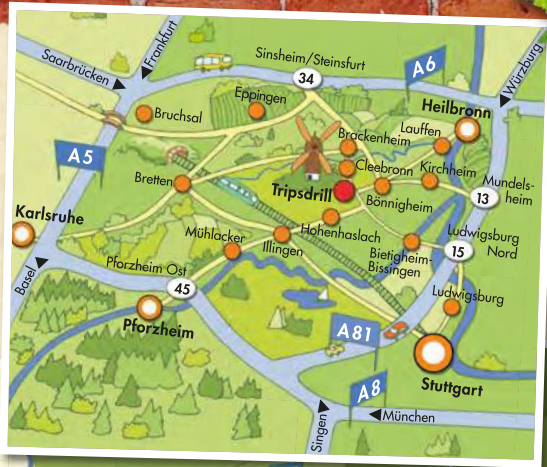 Saarbrücken
Frankfurt
Sinsheim/Steinsfurt
34
A6
Würzburg
Eppingen
Bruchsal
Heilbronn
Lauffen
Brackenheim
A5
Cleebronn
Kirchheim
Mundels-
heim
Bretten
Tripsdrill
13
Bönnigheim
Karlsruhe
Hohenhaslach
Mühlacker
Illingen
Ludwigsburg
Nord
15
Bietigheim-
Bissingen
Basel
Pforzheim Ost
45
Ludwigsburg
Pforzheim
A81
Stuttgart
A8
München
Singen